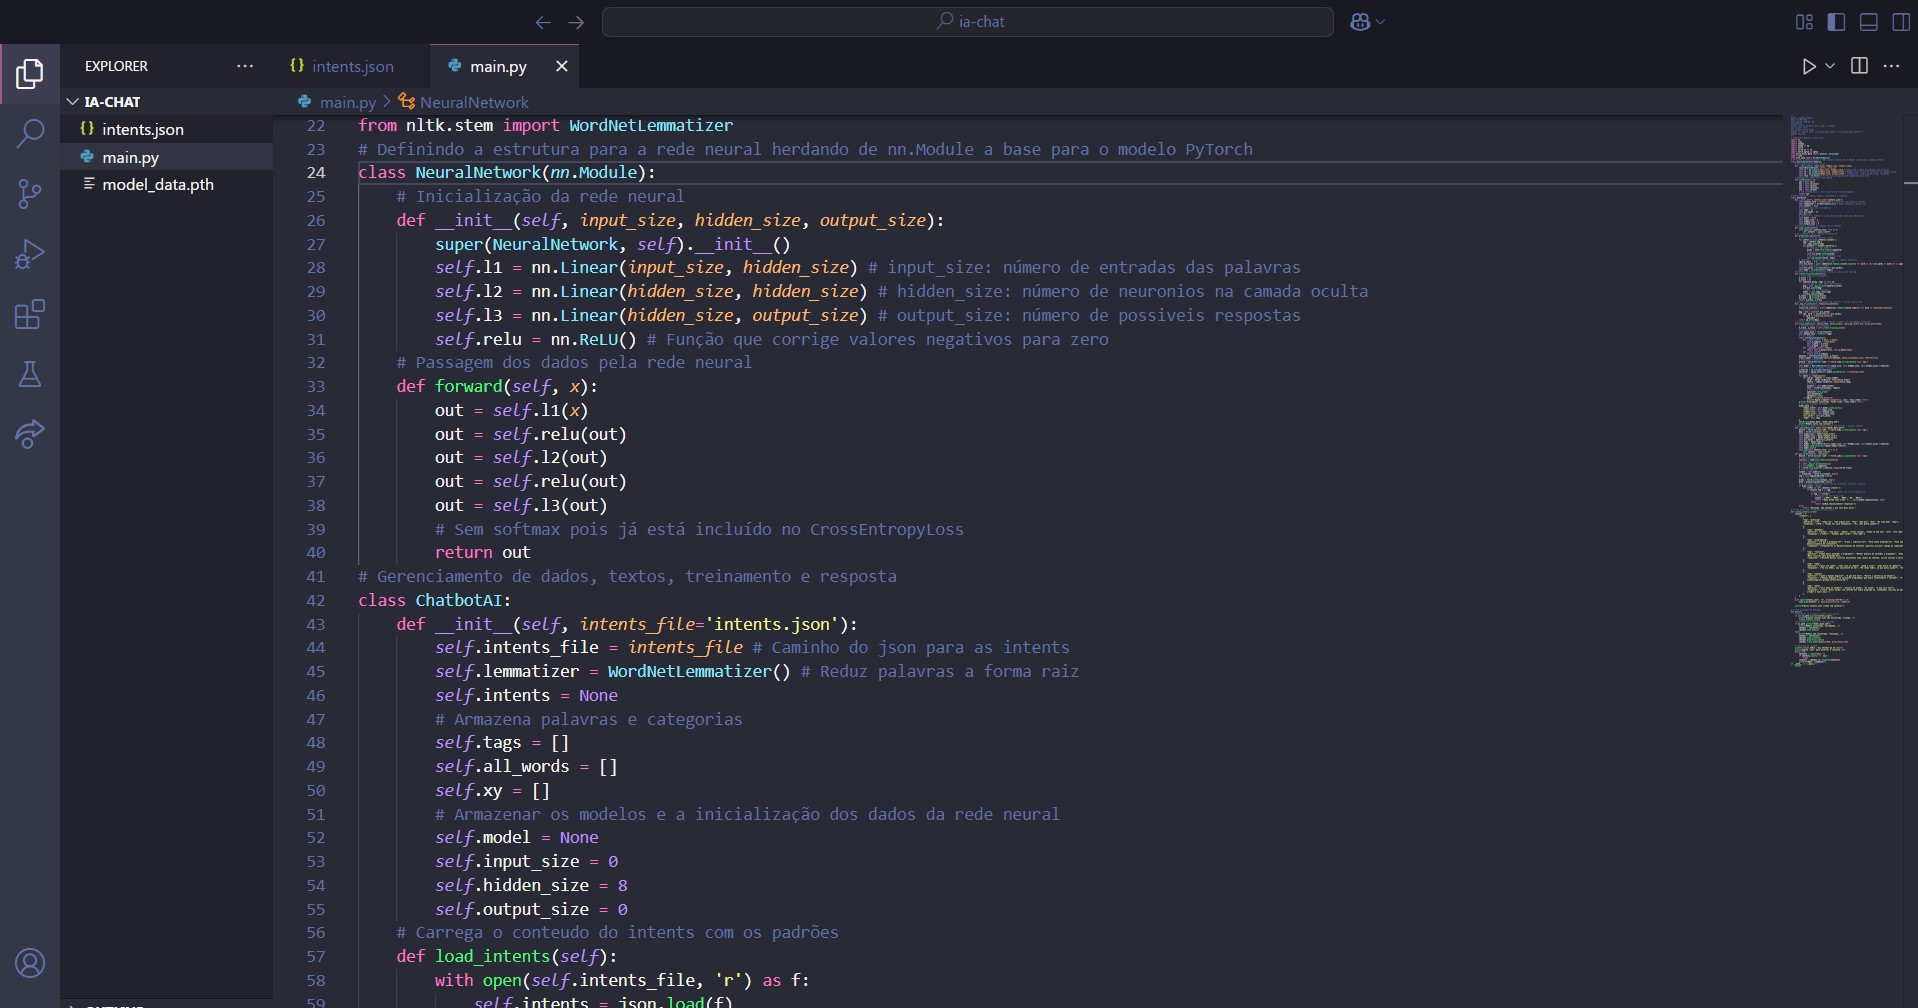 ia-chat
EXPLORER
intents.json
main.py
IA-CHAT
intents.json
main.py
model_data.pth
main.py > NeuralNetwork
22 from nltk.stem import WordNetLemmatizer
23 # Definindo a estrutura para a rede neural herdando de nn.Module a base para o modelo PyTorch
24 class NeuralNetwork(nn.Module):
25 # Inicialização da rede neural
26 def __init__(self, input_size, hidden_size, output_size):
27 super(NeuralNetwork, self).__init__()
28 self.l1 = nn.Linear(input_size, hidden_size) # input_size: número de entradas das palavras
29 self.l2 = nn.Linear(hidden_size, hidden_size) # hidden_size: número de neuronios na camada oculta
30 self.l3 = nn.Linear(hidden_size, output_size) # output_size: número de possiveis respostas
31 self.relu = nn.ReLU() # Função que corrige valores negativos para zero
32 # Passagem dos dados pela rede neural
33 def forward(self, x):
34 out = self.l1(x)
35 out = self.relu(out)
36 out = self.l2(out)
37 out = self.relu(out)
38 out = self.l3(out)
39 # Sem softmax pois já está incluído no CrossEntropyLoss
40 return out
41 # Gerenciamento de dados, textos, treinamento e resposta
42 class ChatbotAI:
43 def __init__(self, intents_file='intents.json'):
44 self.intents_file = intents_file # Caminho do json para as intents
45 self.lemmatizer = WordNetLemmatizer() # Reduz palavras a forma raiz
46 self.intents = None
47 # Armazena palavras e categorias
48 self.tags = []
49 self.all_words = []
50 self.xy = []
51 # Armazenar os modelos e a inicialização dos dados da rede neural
52 self.model = None
53 self.input_size = 0
54 self.hidden_size = 8
55 self.output_size = 0
56 # Carrega o conteudo do intents com os padrões
57 def load_intents(self):
58 with open(self.intents_file, 'r') as f:
59 self.intents = json.load(f)